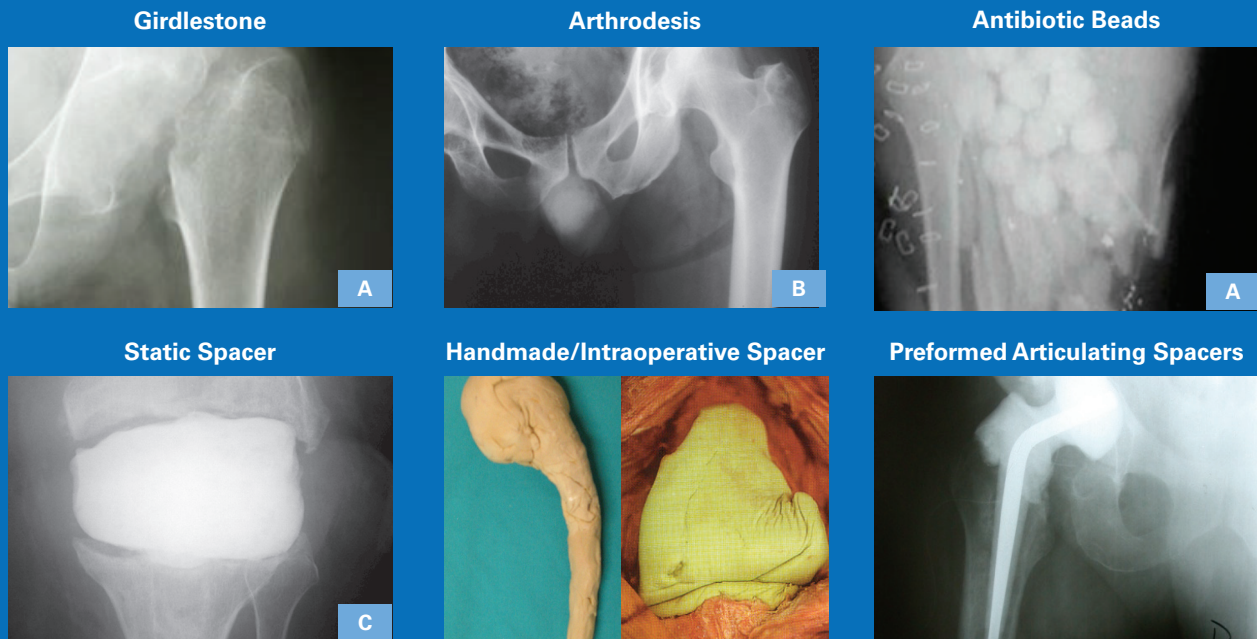 Girdlestone
Arthrodesis
Antibiotic Beads
A
B
A
Static Spacer
Handmade/Intraoperative Spacer
Preformed Articulating Spacers
C